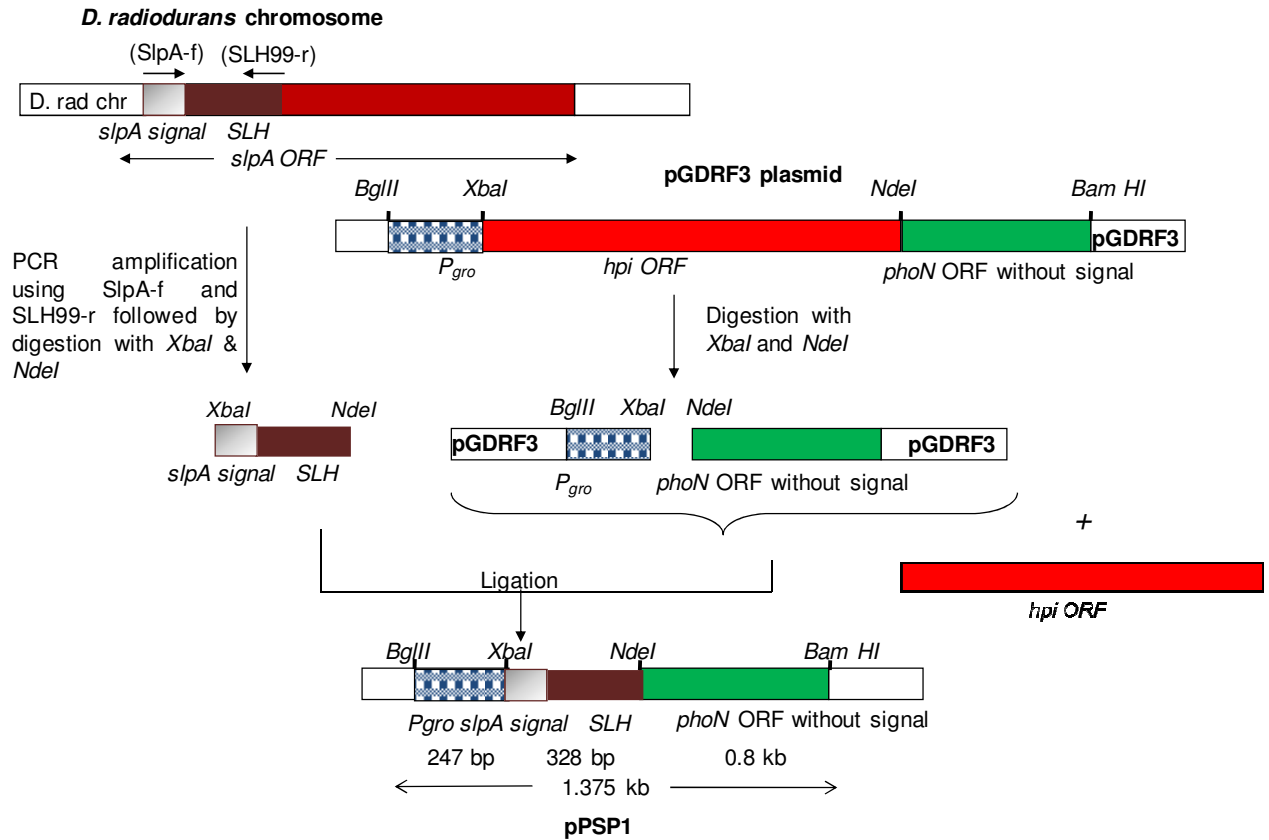 D. radiodurans chromosome
(SlpA-f) (SLH99-r)
D. rad chr
slpA signal SLH
slpA ORF
pGDRF3 plasmid
BglII XbaI NdeI Bam HI
pGDRF3
Pgro hpi ORF phoN ORF without signal
PCR amplification
using SlpA-f and
SLH99-r followed by
digestion with XbaI &
NdeI
Digestion with
XbaI and NdeI
XbaI NdeI
slpA signal SLH
BglII XbaI NdeI
pGDRF3 pGDRF3
Pgro phoN ORF without signal
+
hpi ORF
Ligation
BglII XbaI NdeI Bam HI
Pgro slpA signal SLH phoN ORF without signal
247 bp 328 bp 0.8 kb
1.375 kb
pPSP1